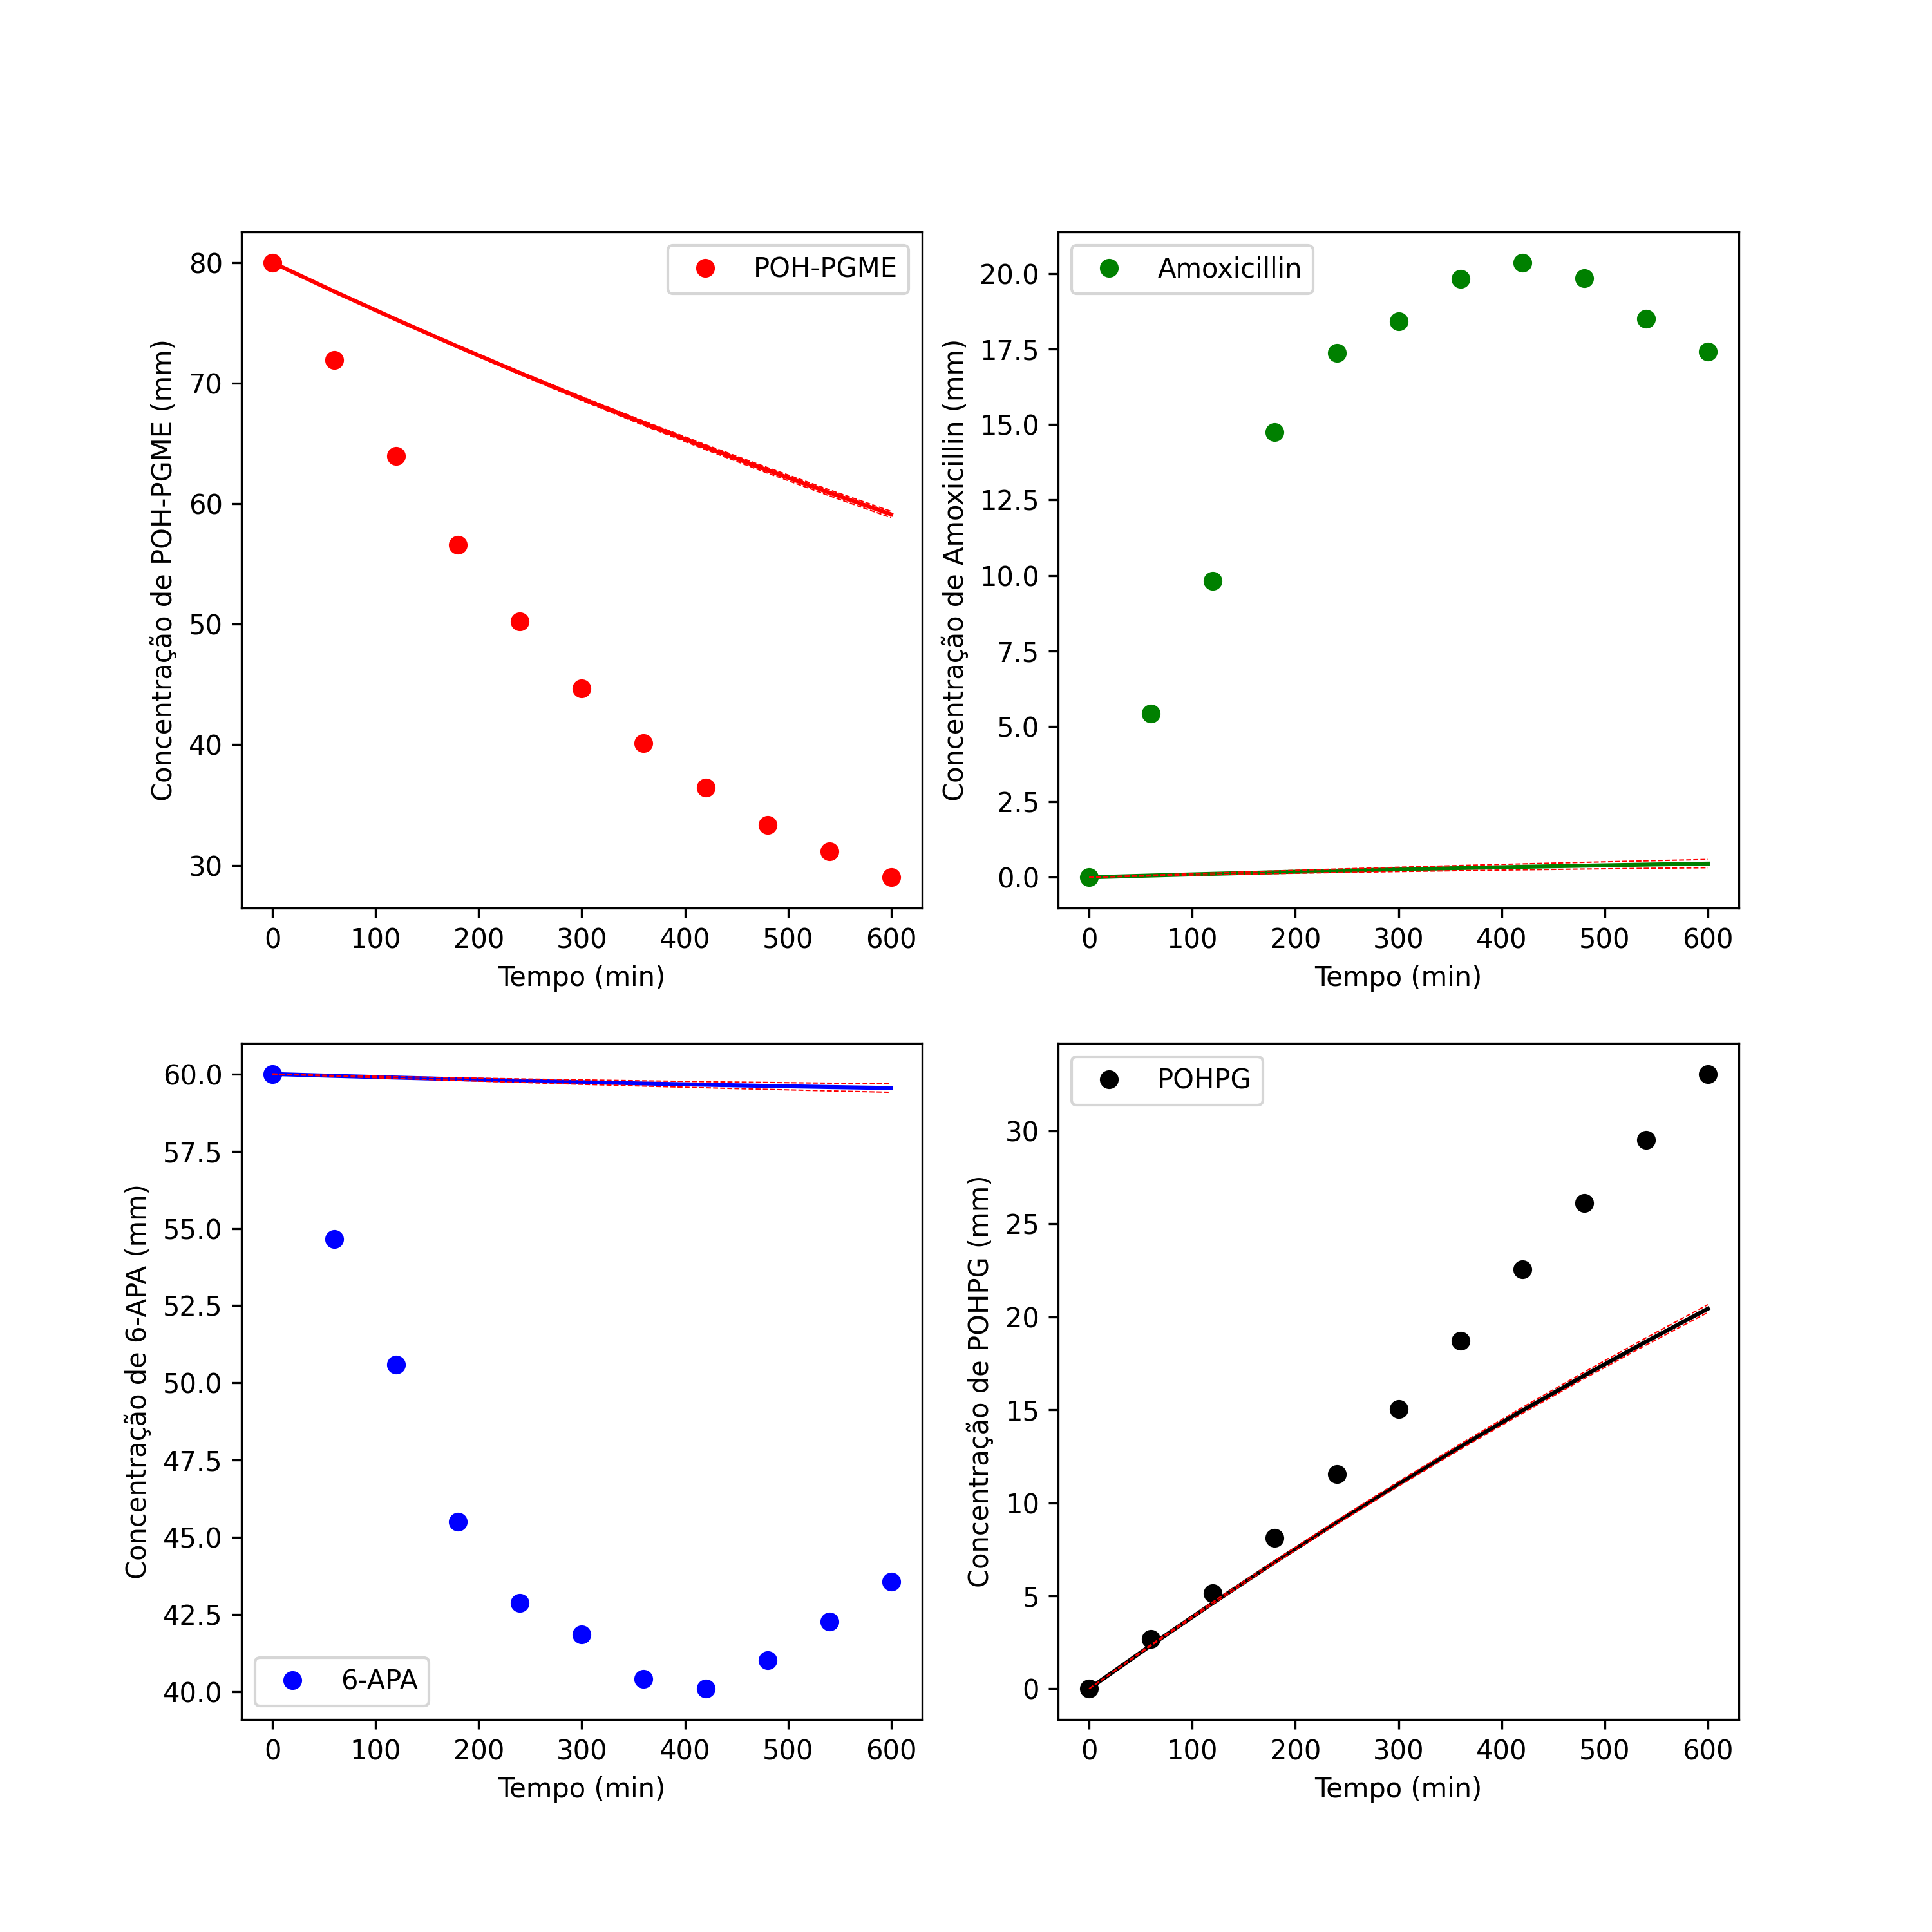 POH-PGME
Concentração de POH-PGME (mm)
80
70
60
50
40
30
0 100 200 300 400 500 600
Tempo (min)
Amoxicillin
Concentração de Amoxicillin (mm)
20.0
17.5
15.0
12.5
10.0
7.5
5.0
2.5
0.0
0 100 200 300 400 500 600
Tempo (min)
6-APA
Concentração de 6-APA (mm)
60.0
57.5
55.0
52.5
50.0
47.5
45.0
42.5
40.0
0 100 200 300 400 500 600
Tempo (min)
POHPG
Concentração de POHPG (mm)
30
25
20
15
10
5
0
0 100 200 300 400 500 600
Tempo (min)